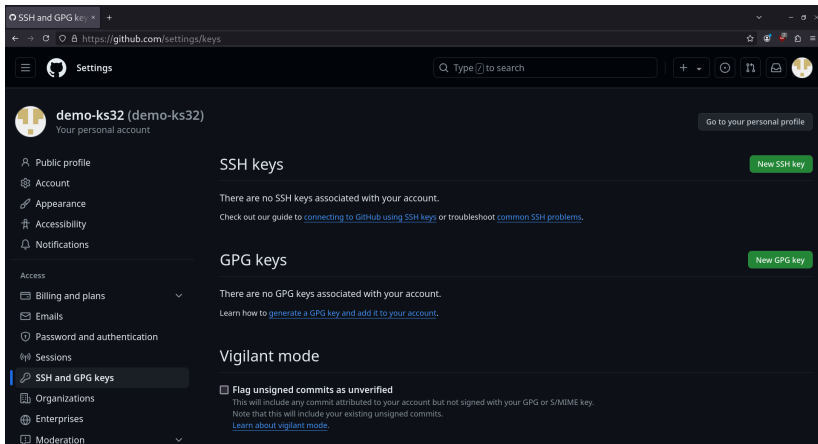 SSH and GPG key
https://github.com/settings/keys
Settings
Type / to search
demo-ks32 (demo-ks32)
Your personal account
Go to your personal profile
Public profile
Account
Appearance
Accessibility
Notifications
Access
Billing and plans
Emails
Password and authentication
Sessions
SSH and GPG keys
Organizations
Enterprises
Moderation
SSH keys
New SSH key
There are no SSH keys associated with your account.
Check out our guide to connecting to GitHub using SSH keys or troubleshoot common SSH problems.
GPG keys
New GPG key
There are no GPG keys associated with your account.
Learn how to generate a GPG key and add it to your account.
Vigilant mode
Flag unsigned commits as unverified
This will include any commit attributed to your account but not signed with your GPG or S/MIME key.
Note that this will include your existing unsigned commits.
Learn about vigilant mode.